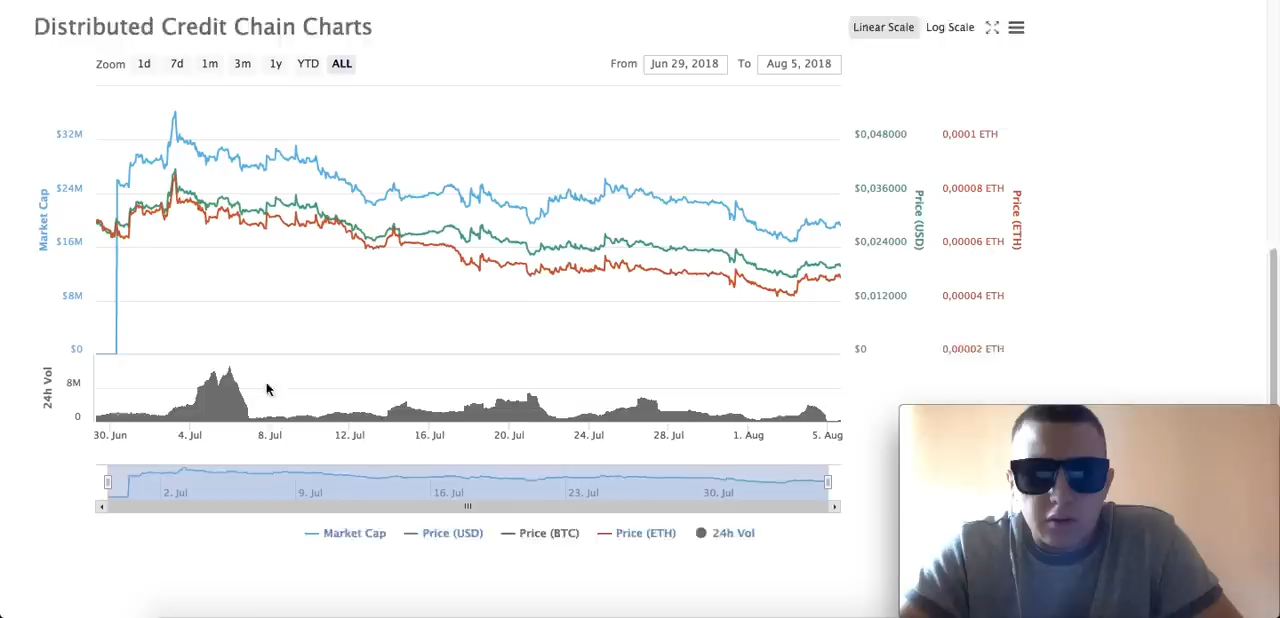 Distributed Credit Chain Charts
Linear Scale Log Scale
Zoom 1d 7d 1m 3m 1y YTD ALL
From Jun 29, 2018 To Aug 5, 2018
$32M
$24M
$16M
$8M
$0
Market Cap
$0,048000
$0,036000
$0,024000
$0,012000
$0
Price (USD)
0,0001 ETH
0,00008 ETH
0,00006 ETH
0,00004 ETH
0,00002 ETH
Price (ETH)
24h Vol
8M
0
30. Jun 4. Jul 8. Jul 12. Jul 16. Jul 20. Jul 24. Jul 28. Jul 1. Aug 5. Aug
2. Jul 9. Jul 16. Jul 23. Jul 30. Jul
Market Cap Price (USD) Price (BTC) Price (ETH) 24h Vol